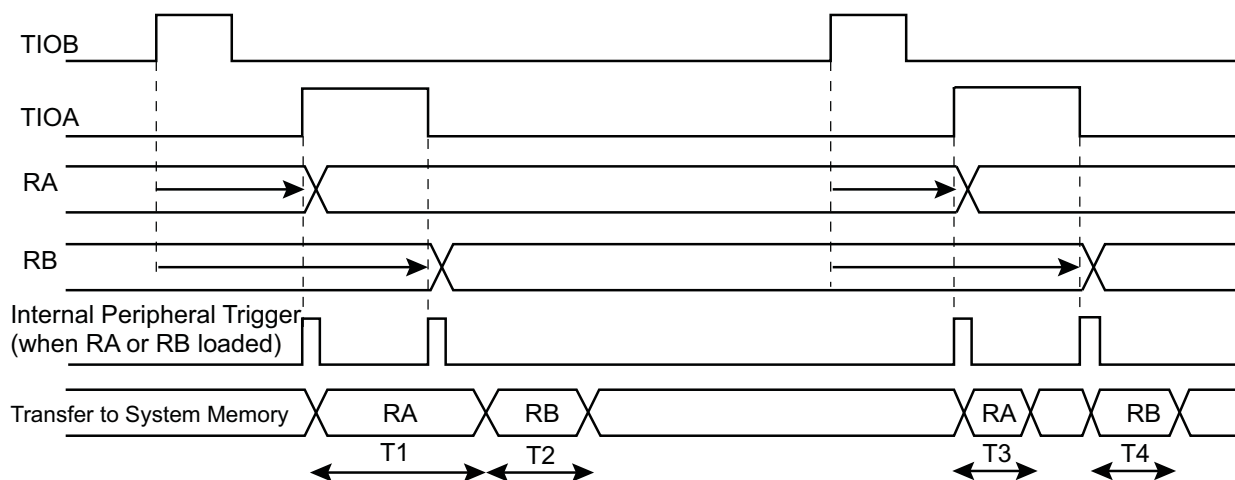 TIOB
TIOA
RA
RB
Internal Peripheral Trigger
(when RA or RB loaded)
Transfer to System Memory
RA
RB
RA
RB
T1
T2
T3
T4